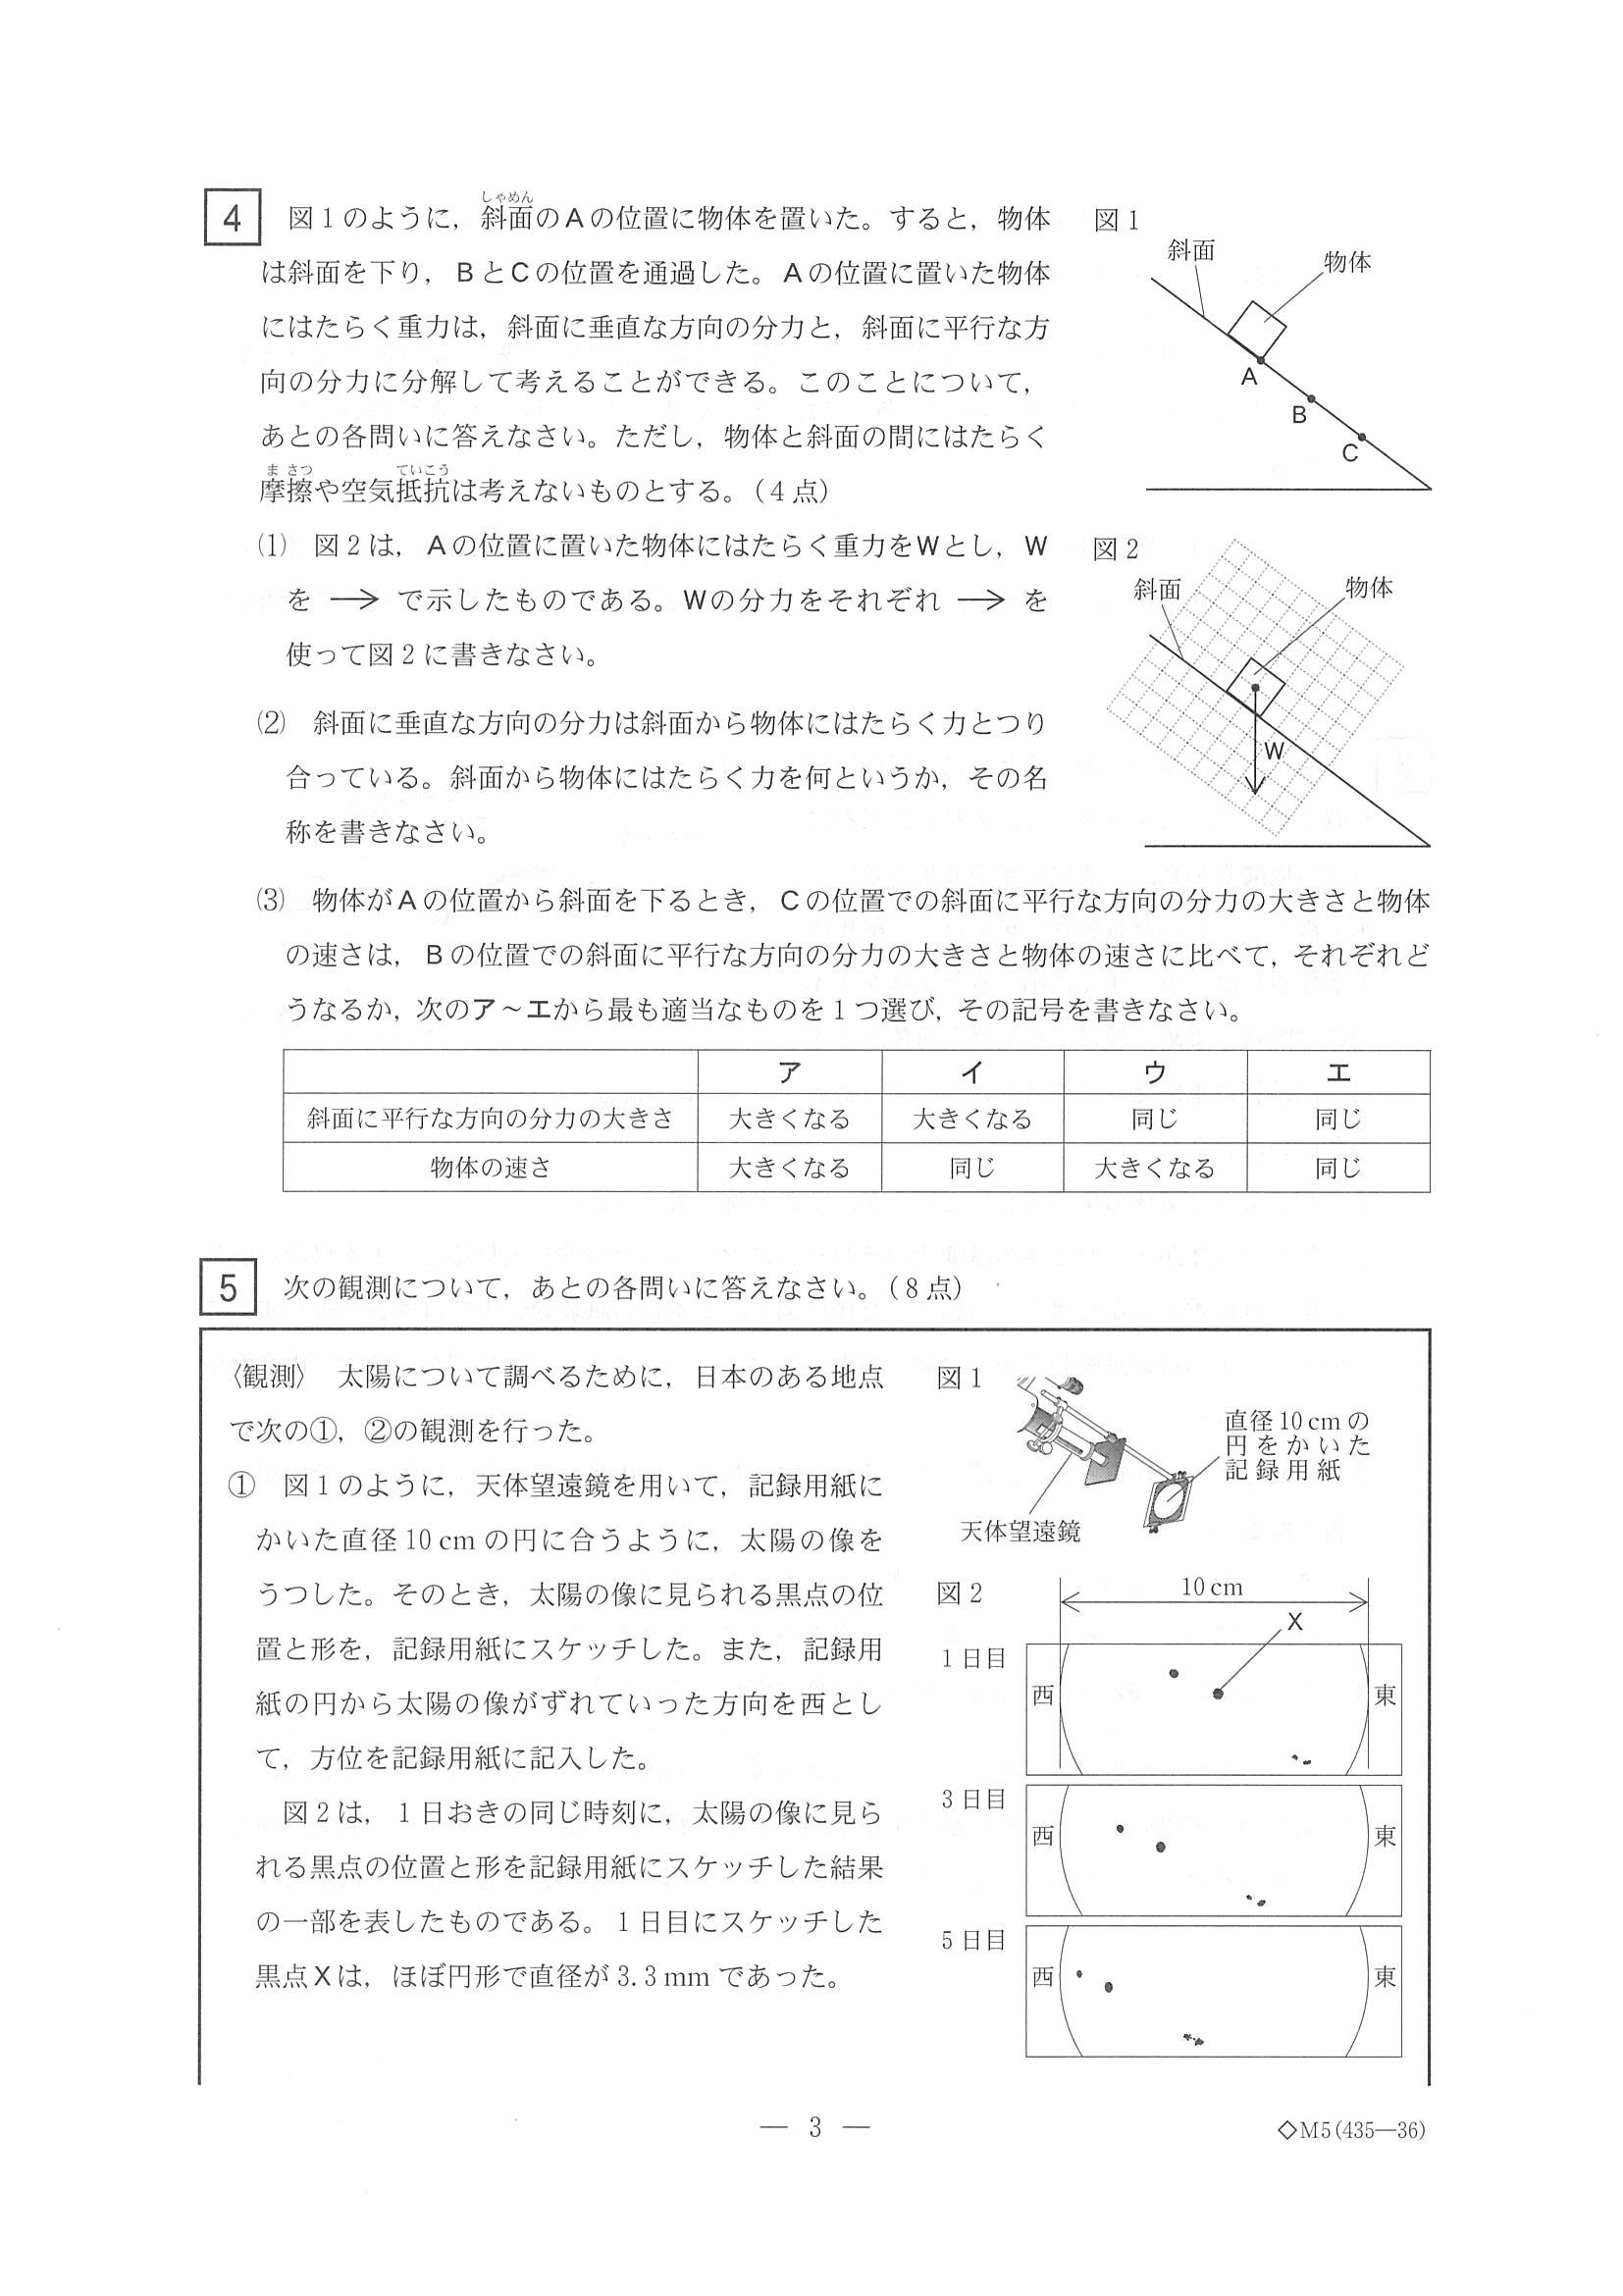 4 図1のように，斜面のAの位置に物体を置いた。すると，物体
しゃめん
は斜面を下り，BとCの位置を通過した。Aの位置に置いた物体
にはたらく重力は，斜面に垂直な方向の分力と，斜面に平行な方
向の分力に分解して考えることができる。このことについて，
あとの各問いに答えなさい。ただし，物体と斜面の間にはたらく
まさつ ていこう
摩擦や空気抵抗は考えないものとする。（4点）
図1
斜面
物体
A
B
C
⑴ 図2は，Aの位置に置いた物体にはたらく重力をWとし，W
を → で示したものである。Wの分力をそれぞれ → を
使って図2に書きなさい。
図2
斜面
物体
W
⑵ 斜面に垂直な方向の分力は斜面から物体にはたらく力とつり
合っている。斜面から物体にはたらく力を何というか，その名
称を書きなさい。
⑶ 物体がAの位置から斜面を下るとき，Cの位置での斜面に平行な方向の分力の大きさと物体
の速さは，Bの位置での斜面に平行な方向の分力の大きさと物体の速さに比べて，それぞれど
うなるか，次のア～エから最も適当なものを1つ選び，その記号を書きなさい。
ア イ ウ エ
斜面に平行な方向の分力の大きさ 大きくなる 大きくなる 同じ 同じ
物体の速さ 大きくなる 同じ 大きくなる 同じ
5 次の観測について，あとの各問いに答えなさい。（8点）
〈観測〉 太陽について調べるために，日本のある地点
で次の①，②の観測を行った。
① 図1のように，天体望遠鏡を用いて，記録用紙に
かいた直径10 cmの円に合うように，太陽の像を
うつした。そのとき，太陽の像に見られる黒点の位
置と形を，記録用紙にスケッチした。また，記録用
紙の円から太陽の像がずれていった方向を西とし
て，方位を記録用紙に記入した。
図2は，1日おきの同じ時刻に，太陽の像に見ら
れる黒点の位置と形を記録用紙にスケッチした結果
の一部を表したものである。1日目にスケッチした
黒点Xは，ほぼ円形で直径が3.3 mmであった。
図1
直径10 cmの
円をかいた
記録用紙
天体望遠鏡
図2
10 cm
X
1日目
西 東
3日目
西 東
5日目
西 東
― 3 ―
◇M5(435―36)